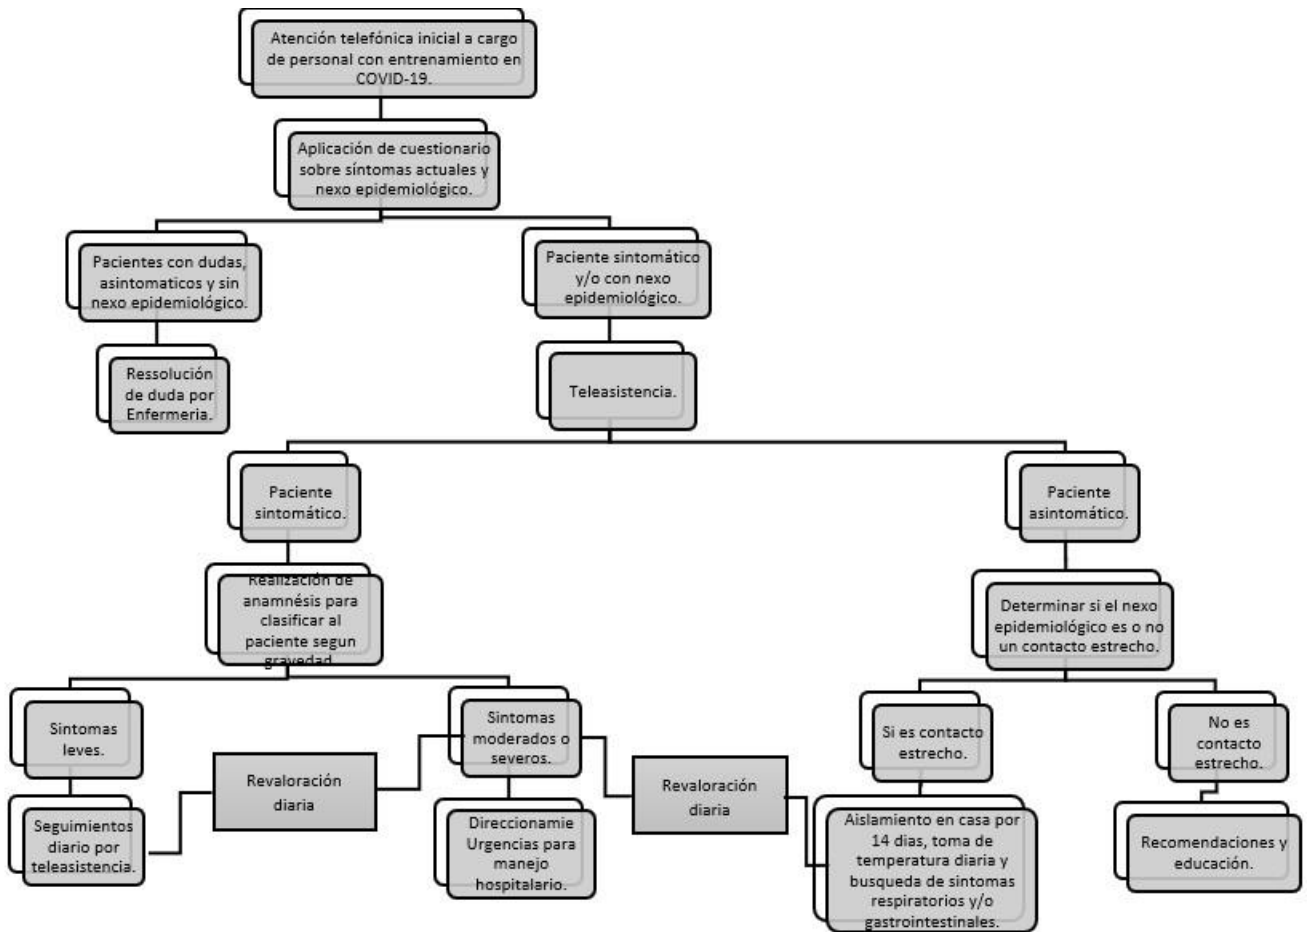 Atención telefónica inicial a cargo
de personal con entrenamiento en
COVID-19.
Aplicación de cuestionario
sobre síntomas actuales y
nexo epidemiológico.
Pacientes con dudas,
asintomaticos y sin
nexo epidemiológico.
Paciente sintomático
y/o con nexo
epidemiológico.
Ressolución
de duda por
Enfermeria.
Teleasistencia.
Paciente
sintomático.
Paciente
asintomático.
Realización de
anamnésis para
clasificar al
paciente segun
gravedad.
Determinar si el nexo
epidemiológico es o no
un contacto estrecho.
Sintomas
leves.
Sintomas
moderados o
severos.
Si es contacto
estrecho.
No es
contacto
estrecho.
Revaloración
diaria
Revaloración
diaria
Seguimientos
diario por
teleasistencia.
Direccionamie
Urgencias para
manejo
hospitalario.
Aislamiento en casa por
14 dias, toma de
temperatura diaria y
busqueda de sintomas
respiratorios y/o
gastrointestinales.
Recomendaciones y
educación.